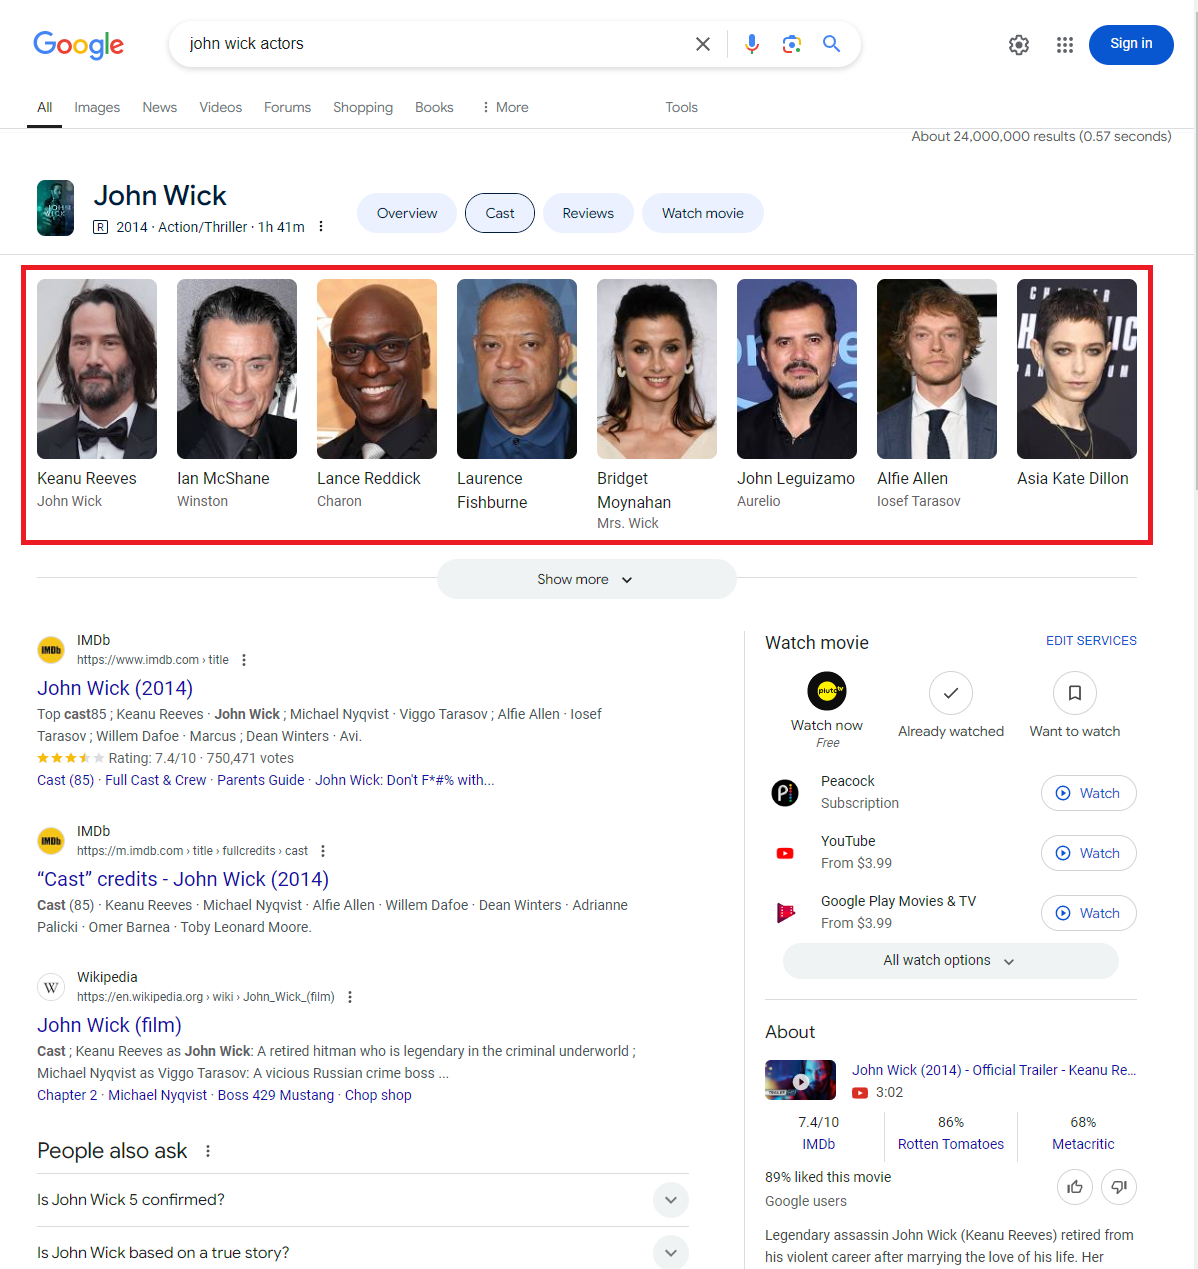 Google
john wick actors
Sign in
All
Images
News
Videos
Forums
Shopping
Books
More
Tools
About 24,000,000 results (0.57 seconds)
John Wick
R 2014 · Action/Thriller · 1h 41m
Overview
Cast
Reviews
Watch movie
Keanu Reeves
John Wick
Ian McShane
Winston
Lance Reddick
Charon
Laurence
Fishburne
Bridget
Moynahan
Mrs. Wick
John Leguizamo
Aurelio
Alfie Allen
Iosef Tarasov
Asia Kate Dillon
Show more
IMDb
https://www.imdb.com › title
John Wick (2014)
Top cast85 ; Keanu Reeves · John Wick ; Michael Nyqvist · Viggo Tarasov ; Alfie Allen · Iosef
Tarasov ; Willem Dafoe · Marcus ; Dean Winters · Avi.
Rating: 7.4/10 · 750,471 votes
Cast (85) · Full Cast & Crew · Parents Guide · John Wick: Don't F*#% with...
IMDb
https://m.imdb.com › title › fullcredits › cast
“Cast” credits - John Wick (2014)
Cast (85) · Keanu Reeves · Michael Nyqvist · Alfie Allen · Willem Dafoe · Dean Winters · Adrianne
Palicki · Omer Barnea · Toby Leonard Moore.
W
Wikipedia
https://en.wikipedia.org › wiki › John_Wick_(film)
John Wick (film)
Cast ; Keanu Reeves as John Wick: A retired hitman who is legendary in the criminal underworld ;
Michael Nyqvist as Viggo Tarasov: A vicious Russian crime boss ...
Chapter 2 · Michael Nyqvist · Boss 429 Mustang · Chop shop
People also ask
Is John Wick 5 confirmed?
Is John Wick based on a true story?
Watch movie
EDIT SERVICES
pluto tv
Watch now
Free
Already watched
Want to watch
Peacock
Subscription
Watch
YouTube
From $3.99
Watch
Google Play Movies & TV
From $3.99
Watch
All watch options
About
John Wick (2014) - Official Trailer - Keanu Re...
3:02
7.4/10
IMDb
86%
Rotten Tomatoes
68%
Metacritic
89% liked this movie
Google users
Legendary assassin John Wick (Keanu Reeves) retired from
his violent career after marrying the love of his life. Her